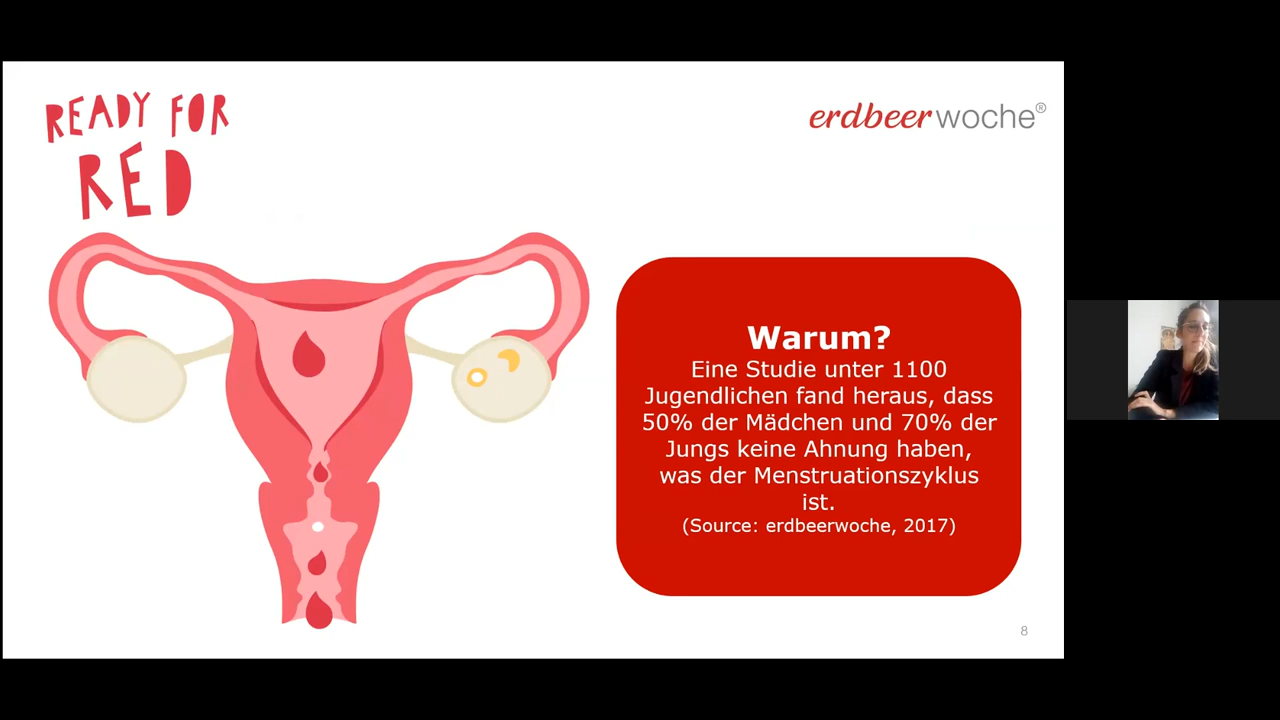 READY FOR
RED
erdbeerwoche®
Warum?
Eine Studie unter 1100
Jugendlichen fand heraus, dass
50% der Mädchen und 70% der
Jungs keine Ahnung haben,
was der Menstruationszyklus
ist.
(Source: erdbeerwoche, 2017)
8